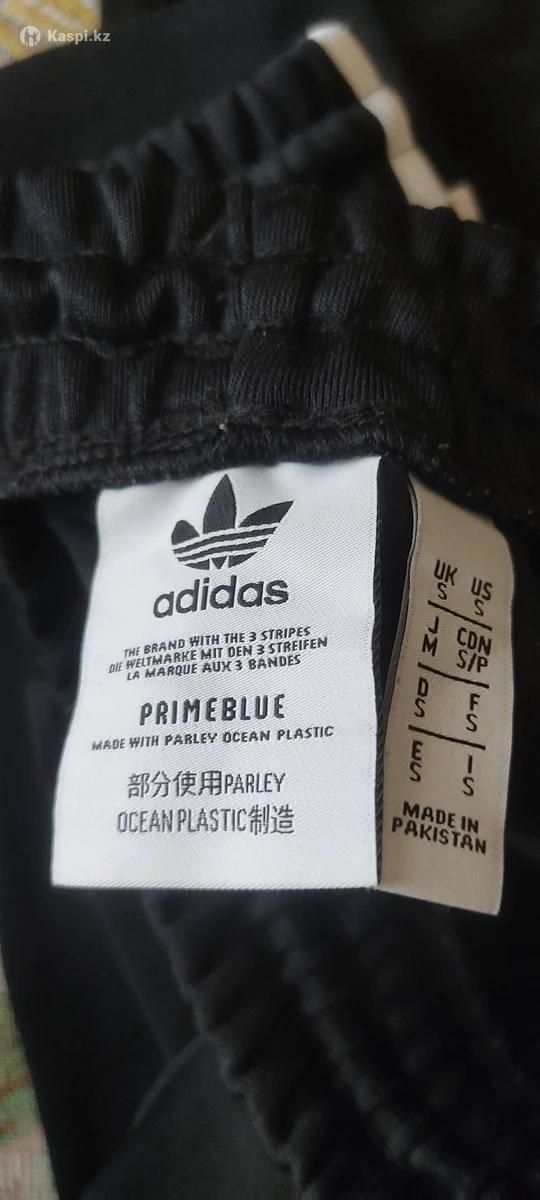 Kaspi.kz
adidas
THE BRAND WITH THE 3 STRIPES
DIE WELTMARKE MIT DEN 3 STREIFEN
LA MARQUE AUX 3 BANDES
PRIMEBLUE
MADE WITH PARLEY OCEAN PLASTIC
部分使用PARLEY
OCEAN PLASTIC制造
UK US
S S
J CDN
M S/P
D F
S S
E I
S S
MADE IN
PAKISTAN